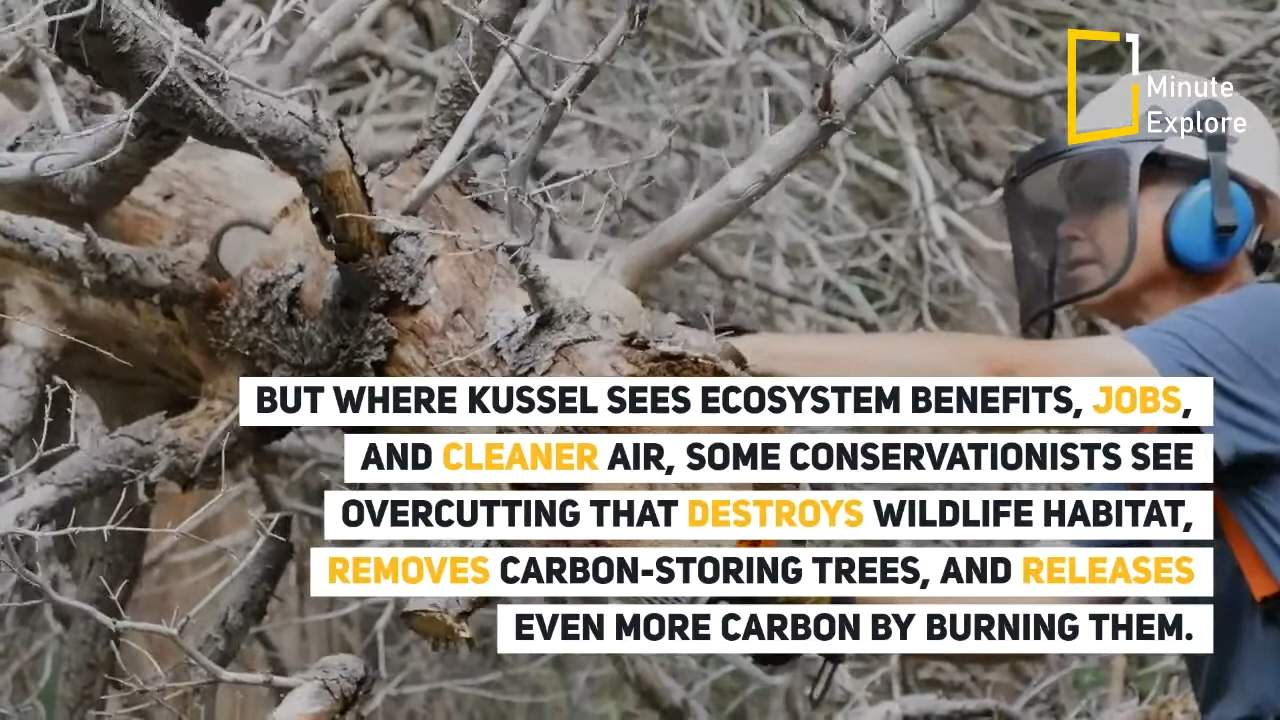 Minute
Explore
BUT WHERE KUSSEL SEES ECOSYSTEM BENEFITS, JOBS,
AND CLEANER AIR, SOME CONSERVATIONISTS SEE
OVERCUTTING THAT DESTROYS WILDLIFE HABITAT,
REMOVES CARBON-STORING TREES, AND RELEASES
EVEN MORE CARBON BY BURNING THEM.